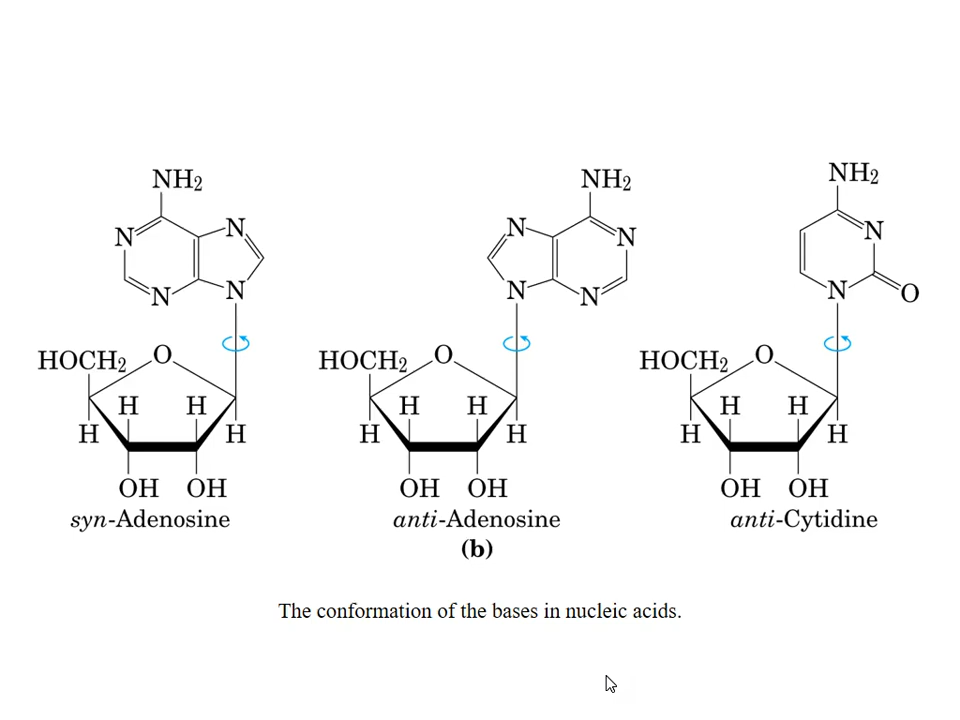 NH2 NH2 NH2
N N N N N
N N N N N O
HOCH2 O HOCH2 O HOCH2 O
H H H H H H
H H H H H H
OH OH OH OH OH OH
syn-Adenosine anti-Adenosine anti-Cytidine
(b)
The conformation of the bases in nucleic acids.